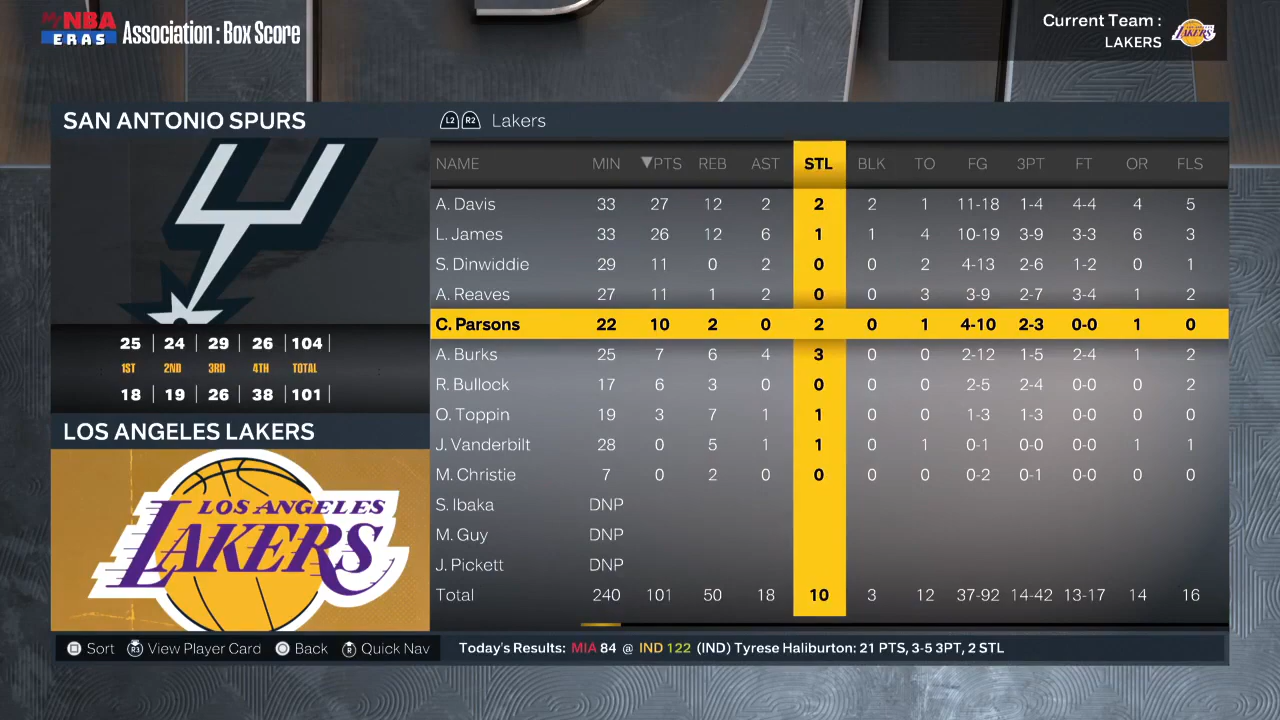 MyNBA ERAS Association : Box Score
Current Team :
LAKERS
LAKERS
SAN ANTONIO SPURS
25 24 29 26 104
1ST 2ND 3RD 4TH TOTAL
18 19 26 38 101
LOS ANGELES LAKERS
LOS ANGELES
LAKERS
L2 R2 Lakers
NAME MIN ▼PTS REB AST STL BLK TO FG 3PT FT OR FLS
A. Davis 33 27 12 2 2 2 1 11-18 1-4 4-4 4 5
L. James 33 26 12 6 1 1 4 10-19 3-9 3-3 6 3
S. Dinwiddie 29 11 0 2 0 0 2 4-13 2-6 1-2 0 1
A. Reaves 27 11 1 2 0 0 3 3-9 2-7 3-4 1 2
C. Parsons 22 10 2 0 2 0 1 4-10 2-3 0-0 1 0
A. Burks 25 7 6 4 3 0 0 2-12 1-5 2-4 1 2
R. Bullock 17 6 3 0 0 0 0 2-5 2-4 0-0 0 2
O. Toppin 19 3 7 1 1 0 0 1-3 1-3 0-0 0 0
J. Vanderbilt 28 0 5 1 1 0 1 0-1 0-0 0-0 1 1
M. Christie 7 0 2 0 0 0 0 0-2 0-1 0-0 0 0
S. Ibaka DNP
M. Guy DNP
J. Pickett DNP
Total 240 101 50 18 10 3 12 37-92 14-42 13-17 14 16
Sort R3 View Player Card Back R Quick Nav
Today's Results: MIA 84 @ IND 122 (IND) Tyrese Haliburton: 21 PTS, 3-5 3PT, 2 STL